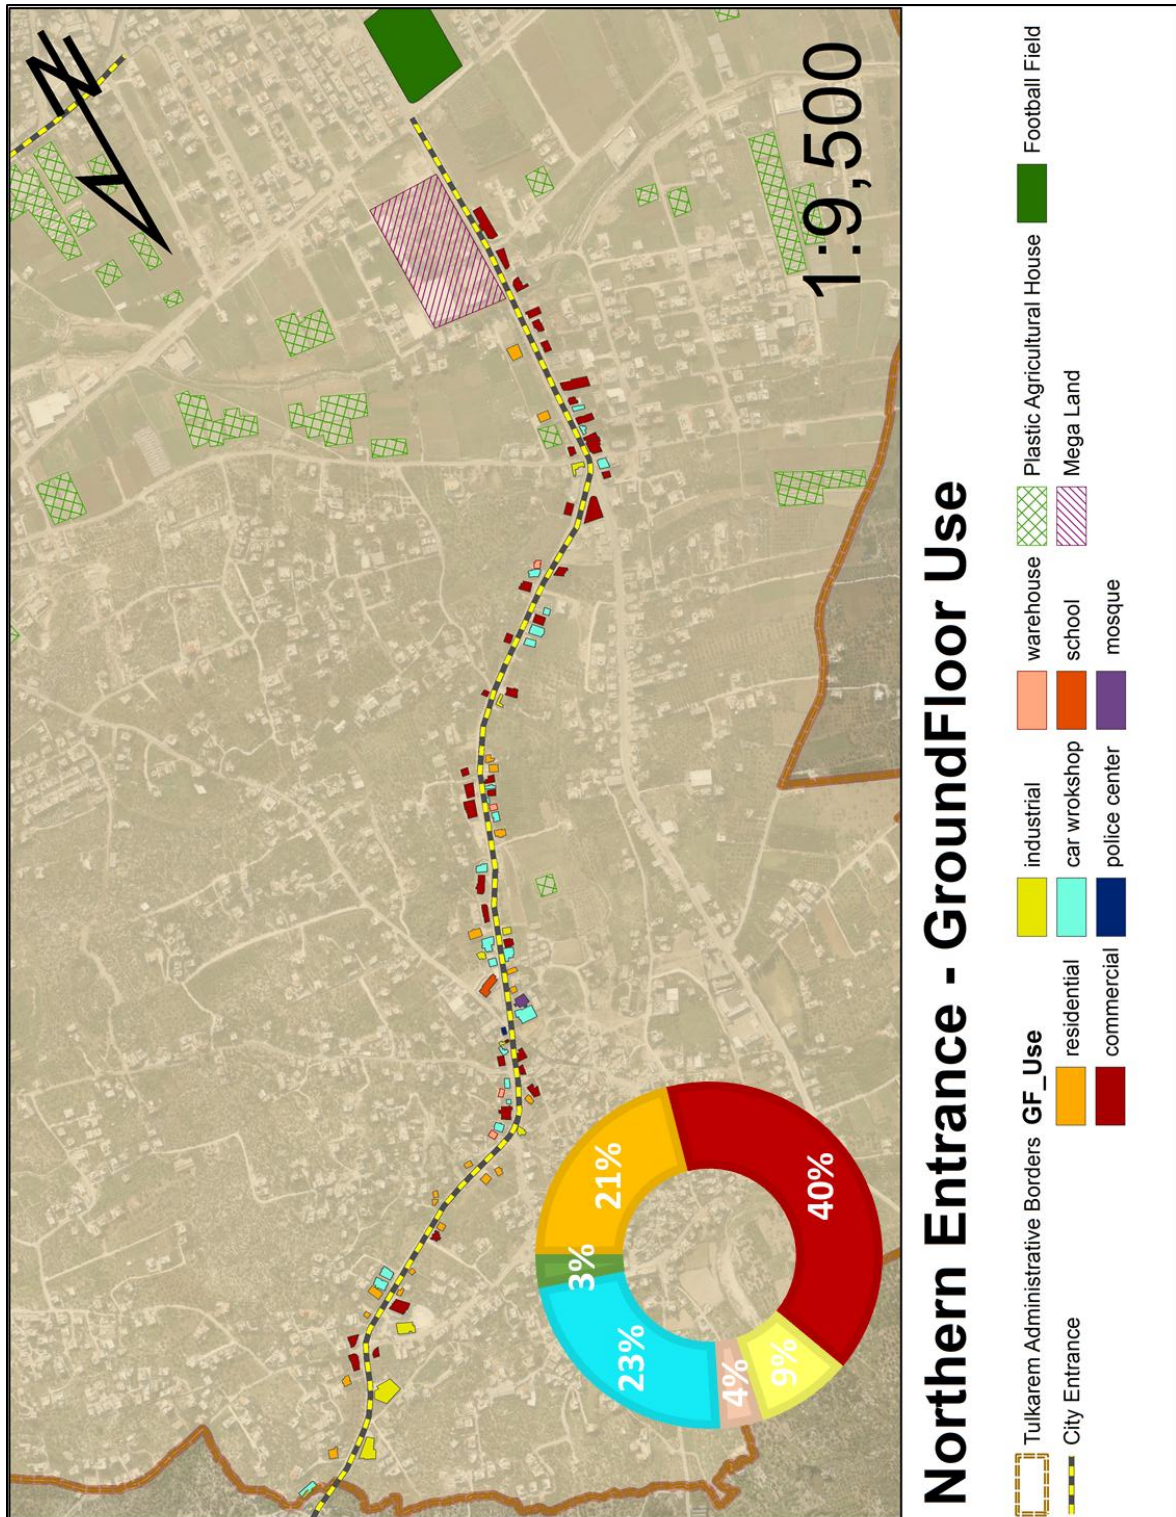 N
1:9,500
21%
40%
9%
4%
23%
3%
Northern Entrance - GroundFloor Use
Tulkarem Administrative Borders
City Entrance
GF_Use
residential
commercial
industrial
car wrokshop
police center
warehouse
school
mosque
Plastic Agricultural House
Mega Land
Football Field